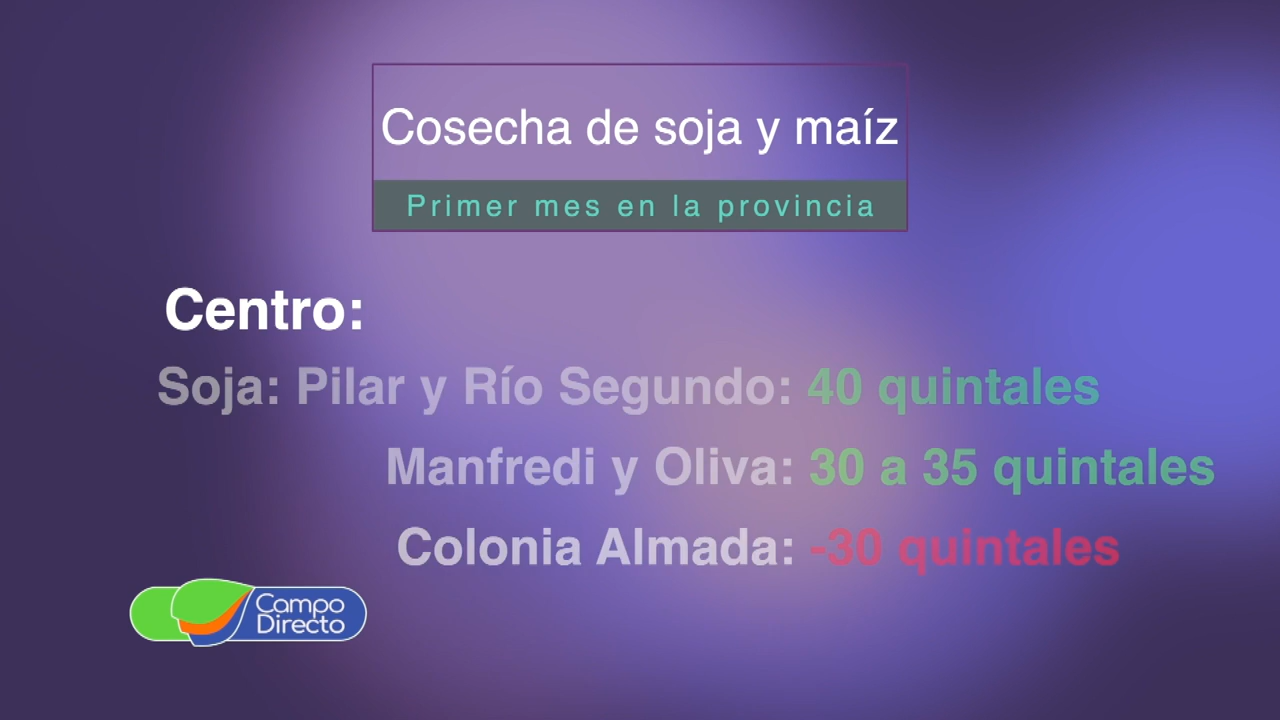 Cosecha de soja y maíz
Primer mes en la provincia
Centro:
Soja: Pilar y Río Segundo: 40 quintales
Manfredi y Oliva: 30 a 35 quintales
Colonia Almada: -30 quintales
Campo
Directo